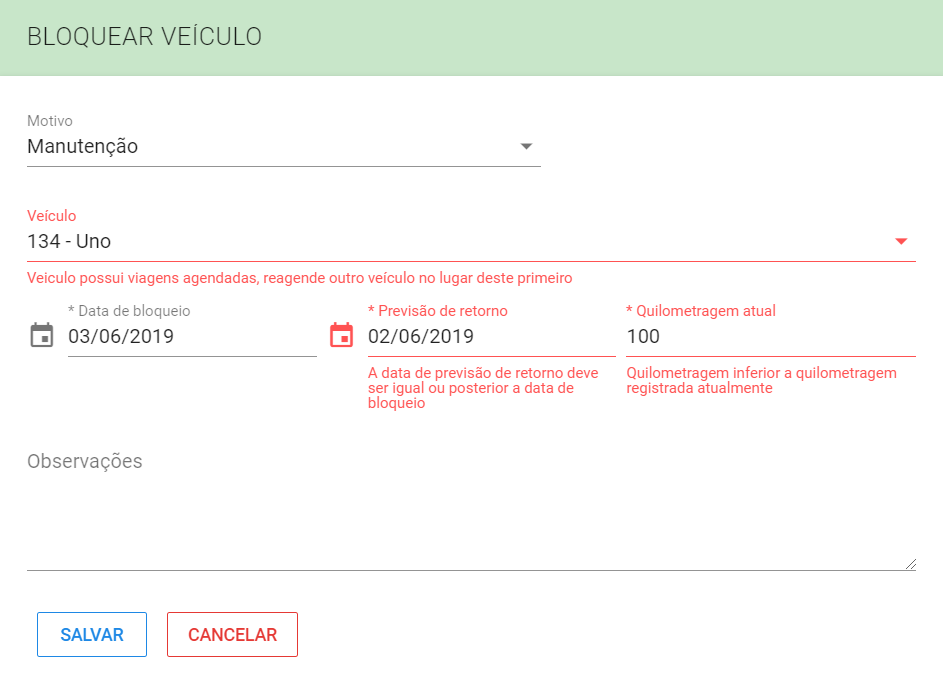 BLOQUEAR VEÍCULO
Motivo
Manutenção
Veículo
134 - Uno
Veiculo possui viagens agendadas, reagende outro veículo no lugar deste primeiro
* Data de bloqueio
03/06/2019
* Previsão de retorno
02/06/2019
A data de previsão de retorno deve
ser igual ou posterior a data de
bloqueio
* Quilometragem atual
100
Quilometragem inferior a quilometragem
registrada atualmente
Observações
SALVAR
CANCELAR